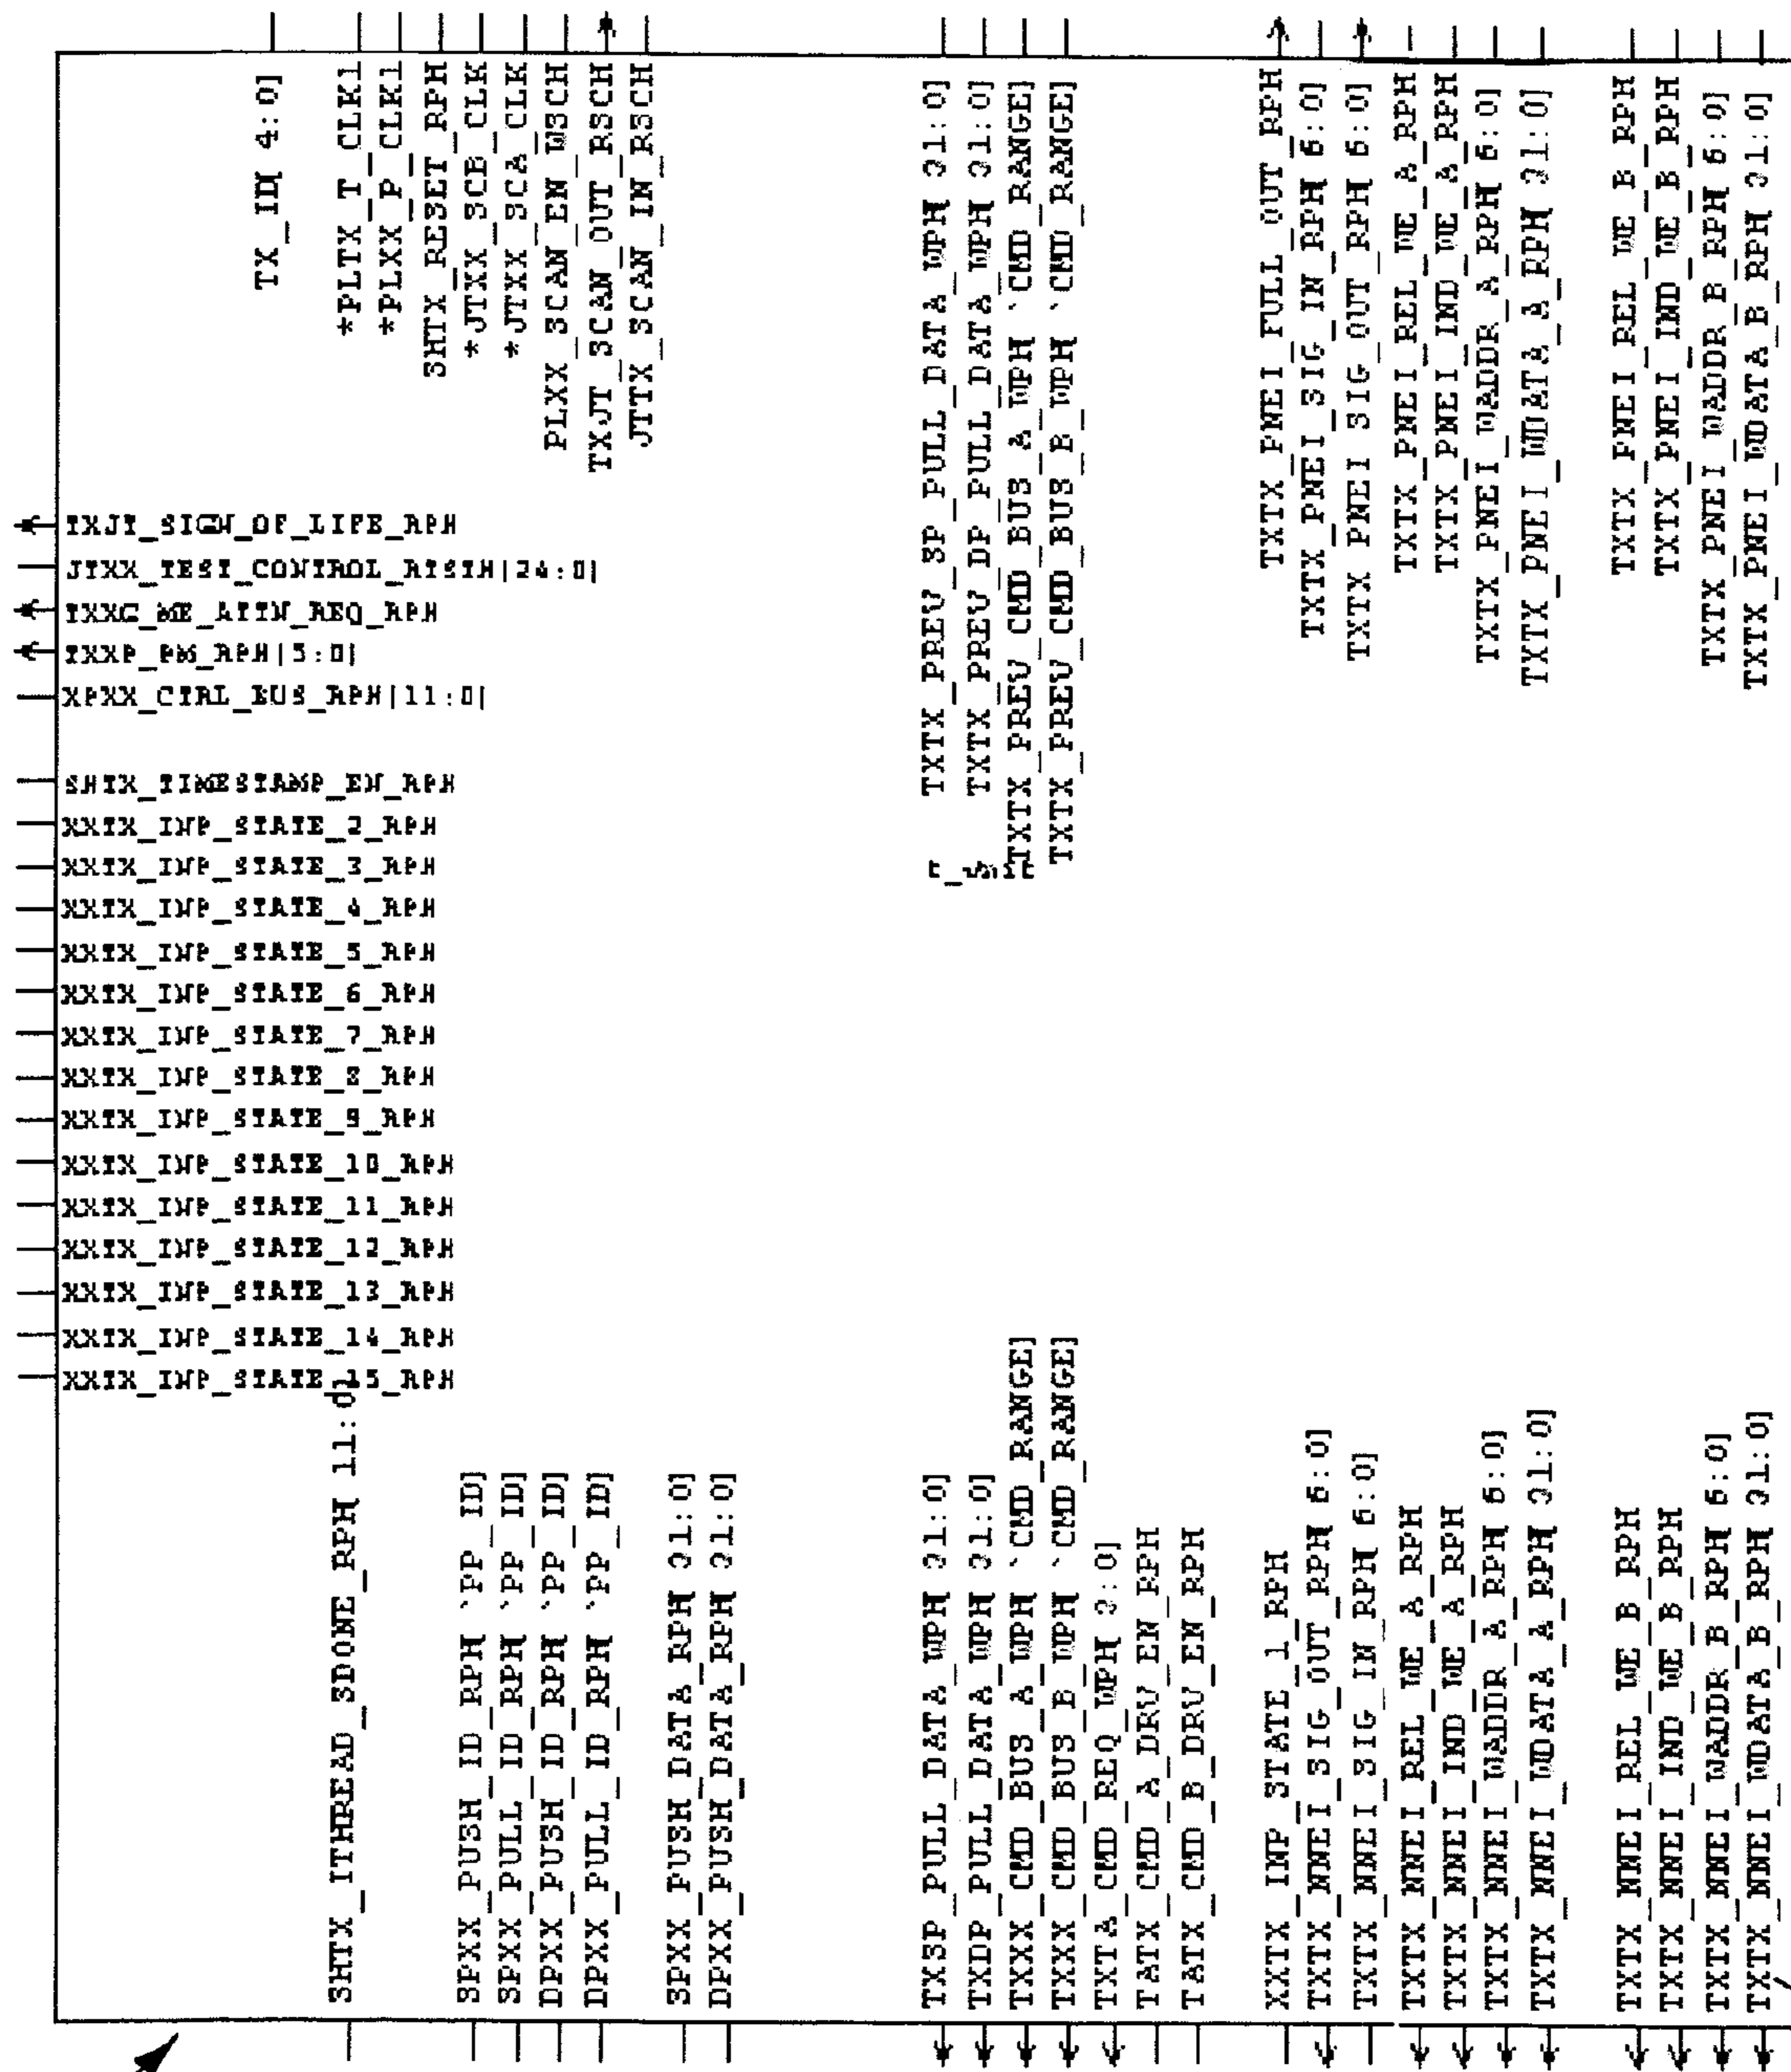 TX_ID[4:0]
*PLTX_T_CLK1
*PLXX_P_CLK1
SHTX_RESET_RPH
*JTXX_SCB_CLK
*JTXX_SCA_CLK
PLXX_SCAN_EN_WSCH
TXJT_SCAN_OUT_RSCH
JTTX_SCAN_IN_RSCH
TXTX_PREV_SP_PULL_DATA_WPH[31:0]
TXTX_PREV_DP_PULL_DATA_WPH[31:0]
TXTX_PREV_CMD_BUS_A_WPH[`CMD_RANGE]
TXTX_PREV_CMD_BUS_B_WPH[`CMD_RANGE]
TXTX_PNEI_FULL_OUT_RPH
TXTX_PNEI_SIG_IN_RPH[6:0]
TXTX_PNEI_SIG_OUT_RPH[6:0]
TXTX_PNEI_REL_WE_A_RPH
TXTX_PNEI_IND_WE_A_RPH
TXTX_PNEI_WADDR_A_RPH[6:0]
TXTX_PNEI_WDATA_A_RPH[31:0]
TXTX_PNEI_REL_WE_B_RPH
TXTX_PNEI_IND_WE_B_RPH
TXTX_PNEI_WADDR_B_RPH[6:0]
TXTX_PNEI_WDATA_B_RPH[31:0]
TXJT_SIGN_OF_LIFE_RPH
JTXX_TEST_CONTROL_RTSTH[24:0]
TXXG_ME_ATTN_REQ_RPH
TXXP_PM_RPH[5:0]
XPXX_CTRL_BUS_RPH[11:0]
SHTX_TIMESTAMP_EN_RPH
XXTX_INP_STATE_2_RPH
XXTX_INP_STATE_3_RPH
XXTX_INP_STATE_4_RPH
XXTX_INP_STATE_5_RPH
XXTX_INP_STATE_6_RPH
XXTX_INP_STATE_7_RPH
XXTX_INP_STATE_8_RPH
XXTX_INP_STATE_9_RPH
XXTX_INP_STATE_10_RPH
XXTX_INP_STATE_11_RPH
XXTX_INP_STATE_12_RPH
XXTX_INP_STATE_13_RPH
XXTX_INP_STATE_14_RPH
XXTX_INP_STATE_15_RPH
t_unit
SHTX_ITHREAD_SDONE_RPH[11:0]
SPXX_PUSH_ID_RPH[`PP_ID]
SPXX_PULL_ID_RPH[`PP_ID]
DPXX_PUSH_ID_RPH[`PP_ID]
DPXX_PULL_ID_RPH[`PP_ID]
SPXX_PUSH_DATA_RPH[31:0]
DPXX_PUSH_DATA_RPH[31:0]
TXSP_PULL_DATA_WPH[31:0]
TXDP_PULL_DATA_WPH[31:0]
TXXX_CMD_BUS_A_WPH[`CMD_RANGE]
TXXX_CMD_BUS_B_WPH[`CMD_RANGE]
TXTA_CMD_REQ_WPH[3:0]
TATX_CMD_A_DRV_EN_RPH
TATX_CMD_B_DRV_EN_RPH
XXTX_INP_STATE_1_RPH
TXTX_NNEI_SIG_OUT_RPH[6:0]
TXTX_NNEI_SIG_IN_RPH[6:0]
TXTX_NNEI_REL_WE_A_RPH
TXTX_NNEI_IND_WE_A_RPH
TXTX_NNEI_WADDR_A_RPH[6:0]
TXTX_NNEI_WDATA_A_RPH[31:0]
TXTX_NNEI_REL_WE_B_RPH
TXTX_NNEI_IND_WE_B_RPH
TXTX_NNEI_WADDR_B_RPH[6:0]
TXTX_NNEI_WDATA_B_RPH[31:0]